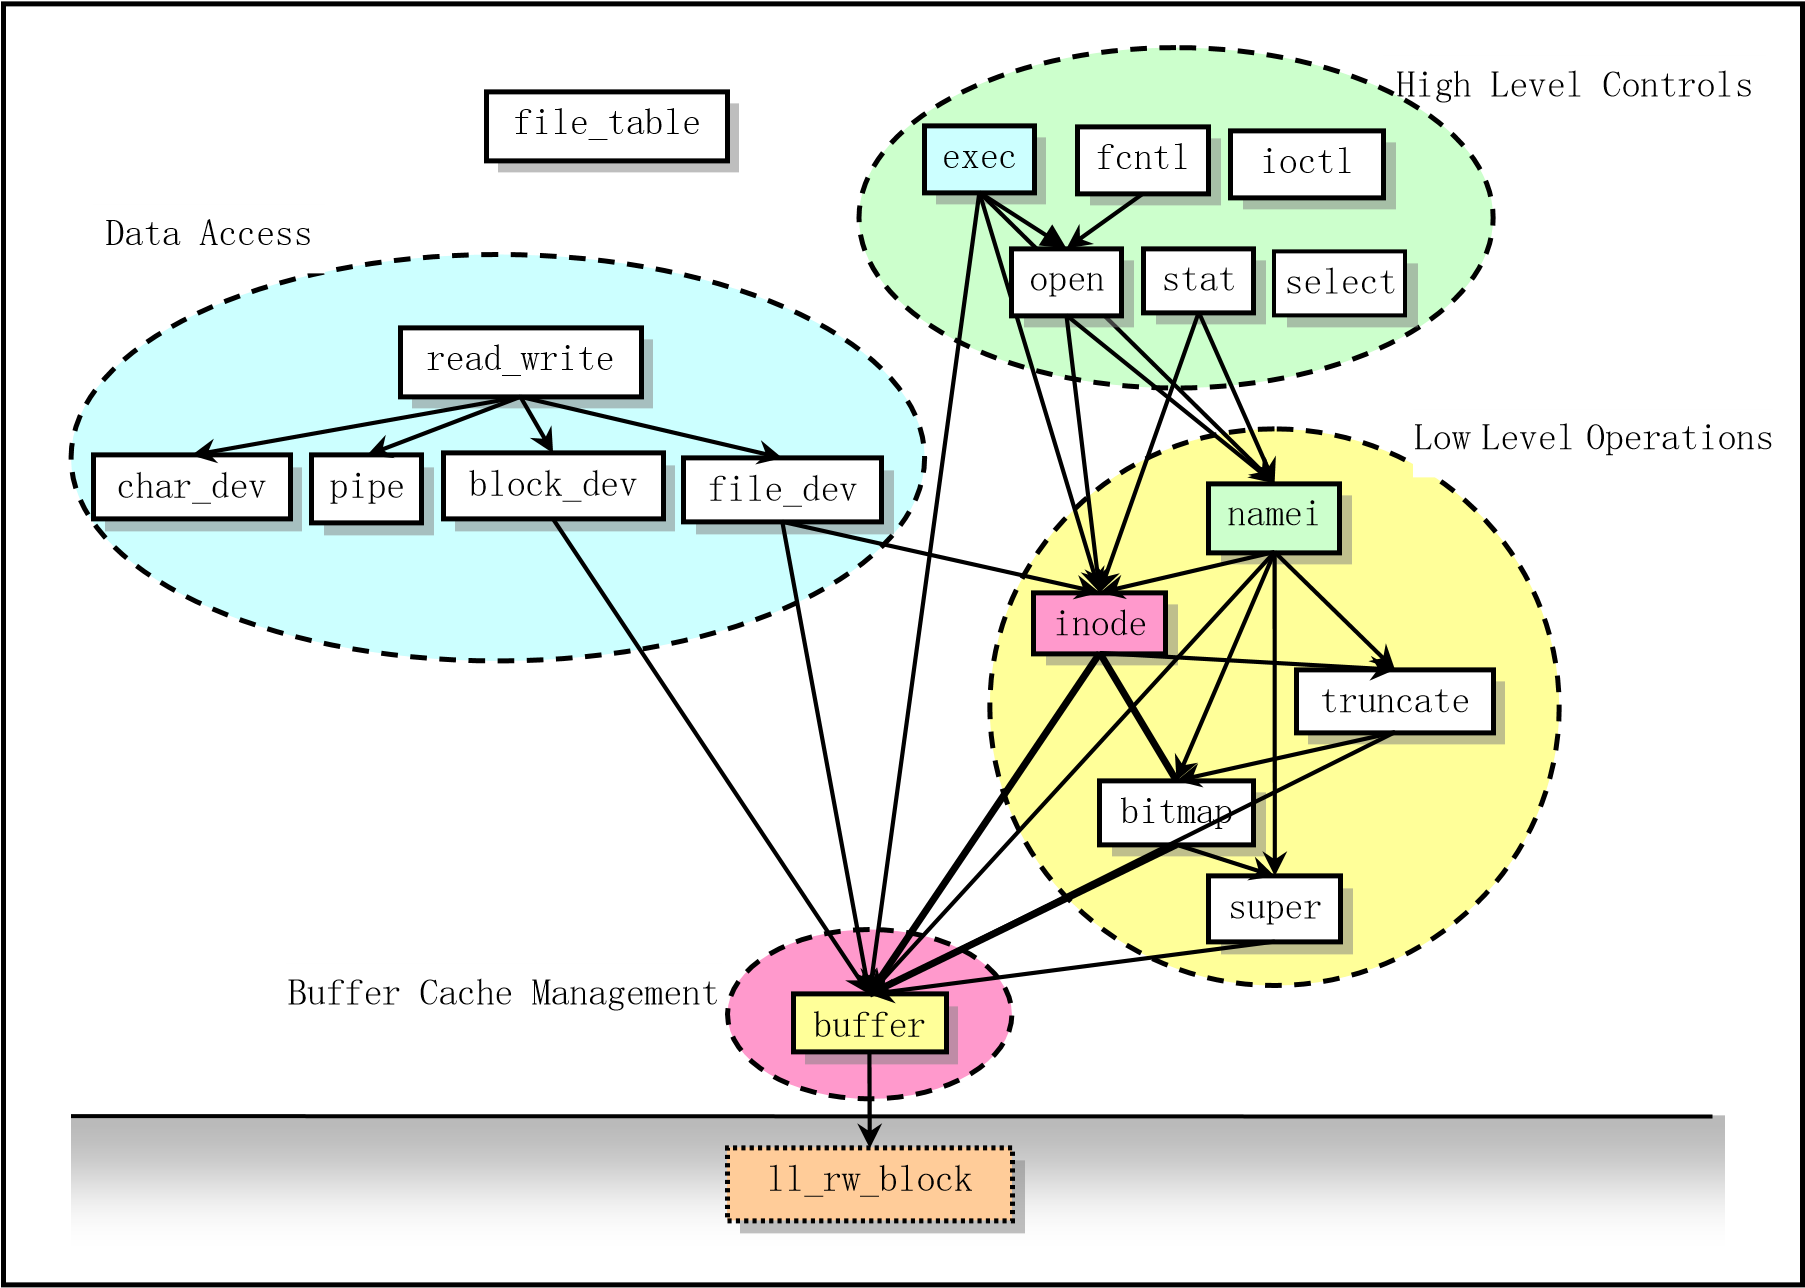 High Level Controls
file_table
exec
fcntl
ioctl
Data Access
open
stat
select
read_write
Low Level Operations
char_dev
pipe
block_dev
file_dev
namei
inode
truncate
bitmap
super
Buffer Cache Management
buffer
ll_rw_block